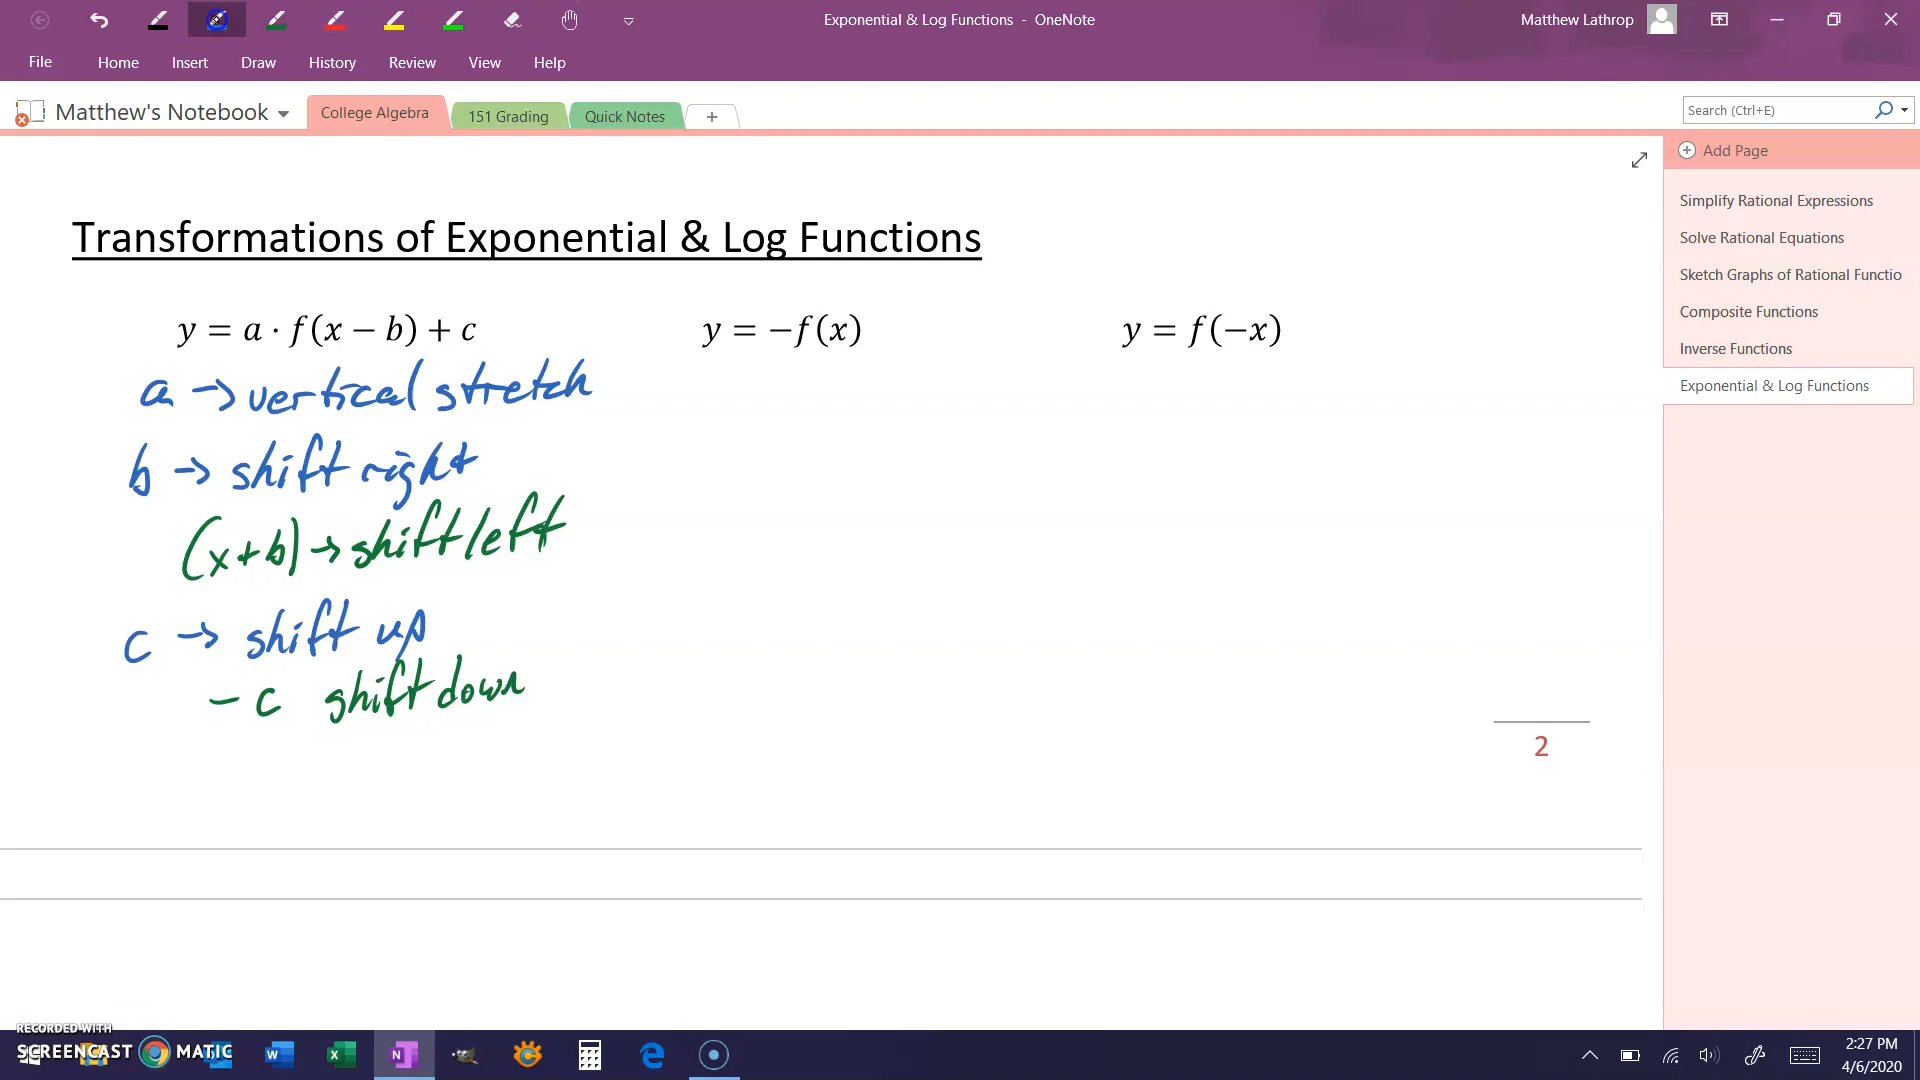 Exponential & Log Functions - OneNote
Matthew Lathrop
File Home Insert Draw History Review View Help
Matthew's Notebook
College Algebra
151 Grading
Quick Notes
+
Search (Ctrl+E)
Add Page
Simplify Rational Expressions
Solve Rational Equations
Sketch Graphs of Rational Functio
Composite Functions
Inverse Functions
Exponential & Log Functions
Transformations of Exponential & Log Functions
y = a · f(x − b) + c
y = −f(x)
y = f(−x)
a → vertical stretch
b → shift right
(x+b) → shift left
c → shift up
− c shift down
2
RECORDED WITH
SCREENCAST MATIC
2:27 PM
4/6/2020